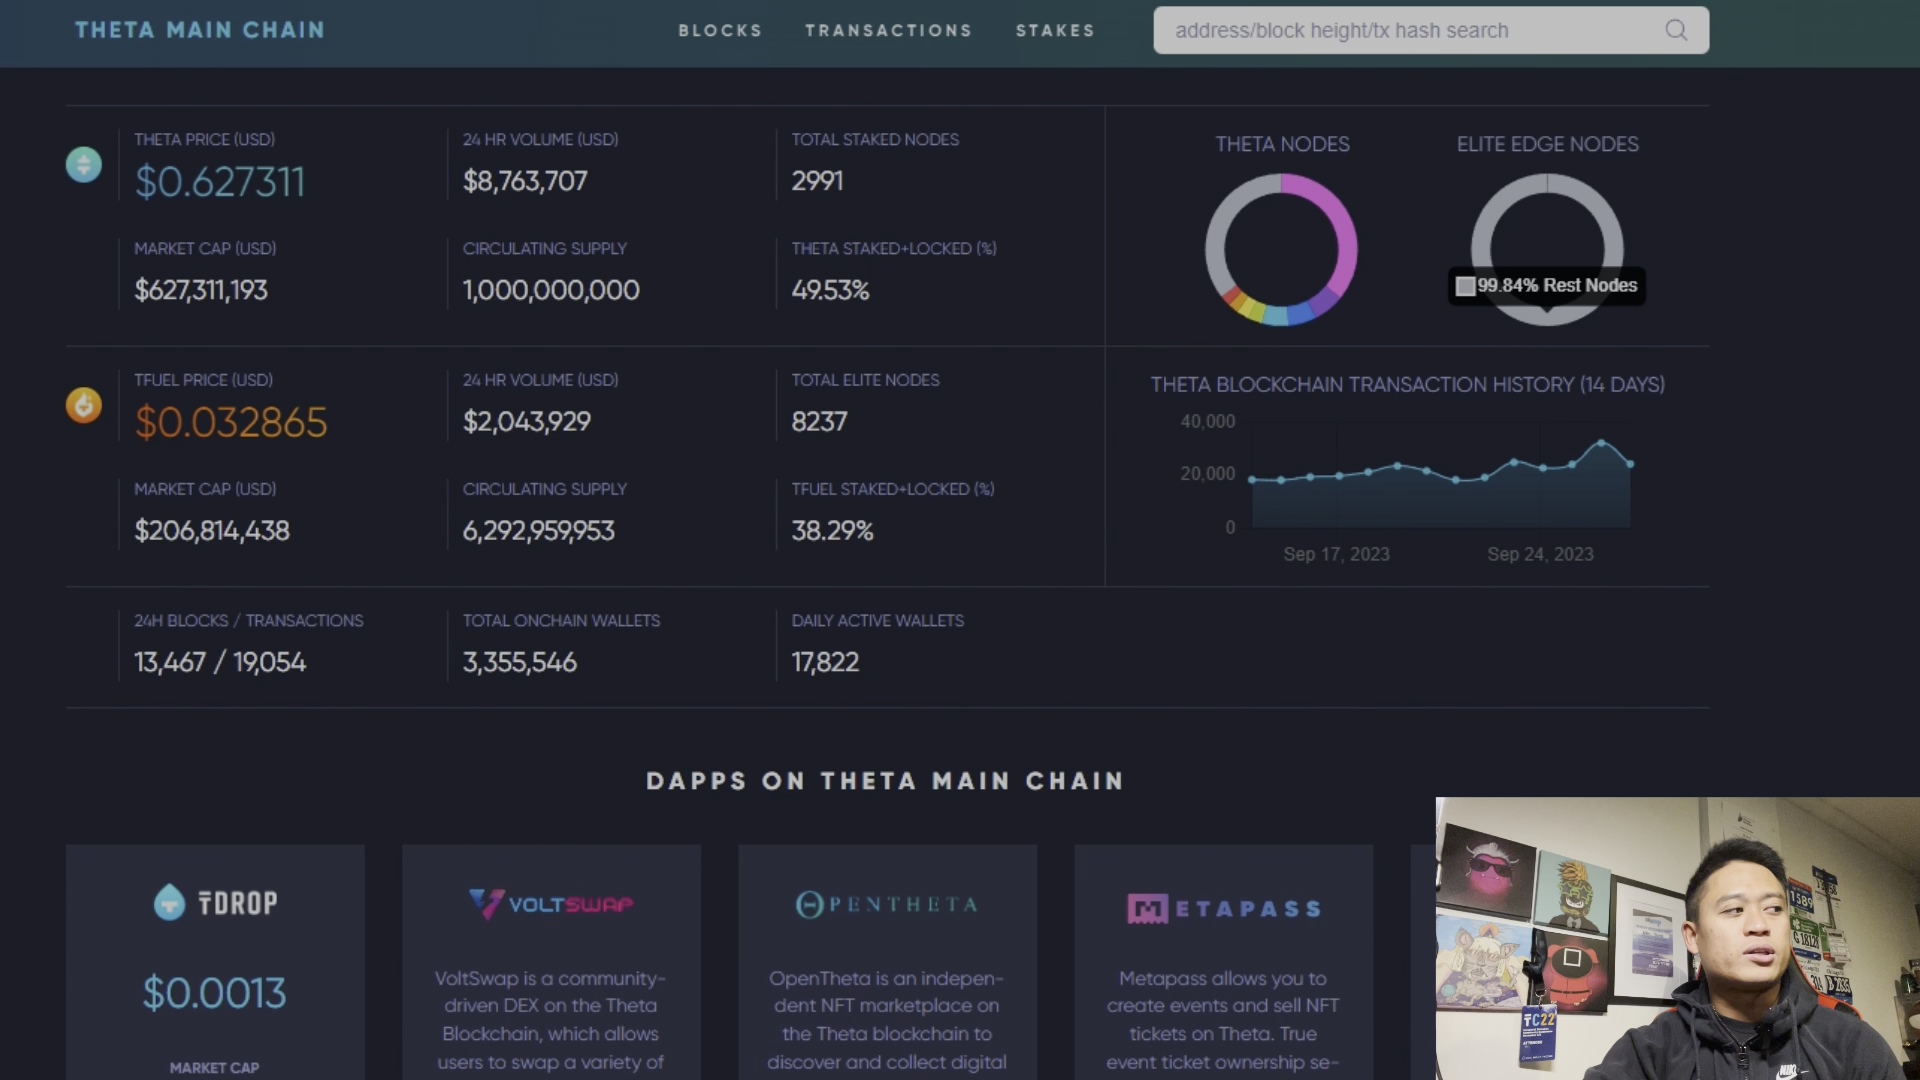 THETA MAIN CHAIN
BLOCKS TRANSACTIONS STAKES
address/block height/tx hash search
THETA PRICE (USD)
$0.627311
24 HR VOLUME (USD)
$8,763,707
TOTAL STAKED NODES
2991
MARKET CAP (USD)
$627,311,193
CIRCULATING SUPPLY
1,000,000,000
THETA STAKED+LOCKED (%)
49.53%
THETA NODES
ELITE EDGE NODES
99.84% Rest Nodes
TFUEL PRICE (USD)
$0.032865
24 HR VOLUME (USD)
$2,043,929
TOTAL ELITE NODES
8237
MARKET CAP (USD)
$206,814,438
CIRCULATING SUPPLY
6,292,959,953
TFUEL STAKED+LOCKED (%)
38.29%
THETA BLOCKCHAIN TRANSACTION HISTORY (14 DAYS)
40,000
20,000
0
Sep 17, 2023 Sep 24, 2023
24H BLOCKS / TRANSACTIONS
13,467 / 19,054
TOTAL ONCHAIN WALLETS
3,355,546
DAILY ACTIVE WALLETS
17,822
DAPPS ON THETA MAIN CHAIN
TDROP
$0.0013
MARKET CAP
VOLTSWAP
VoltSwap is a community-
driven DEX on the Theta
Blockchain, which allows
users to swap a variety of
OPENTHETA
OpenTheta is an indepen-
dent NFT marketplace on
the Theta blockchain to
discover and collect digital
METAPASS
Metapass allows you to
create events and sell NFT
tickets on Theta. True
event ticket ownership se-
TC22
1589
G 18128
NIKE